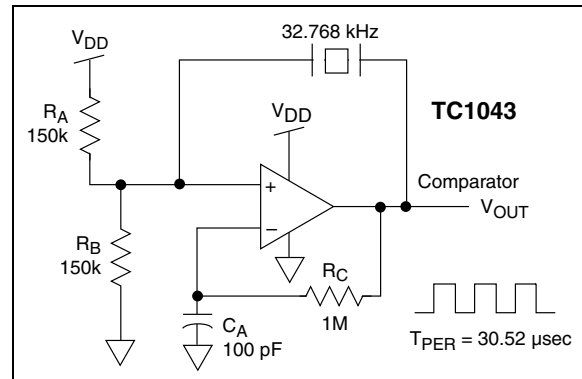 32.768 kHz
VDD
RA
150k
TC1043
VDD
+
Comparator
VOUT
−
RB
150k
RC
1M
CA
100 pF
TPER = 30.52 µsec